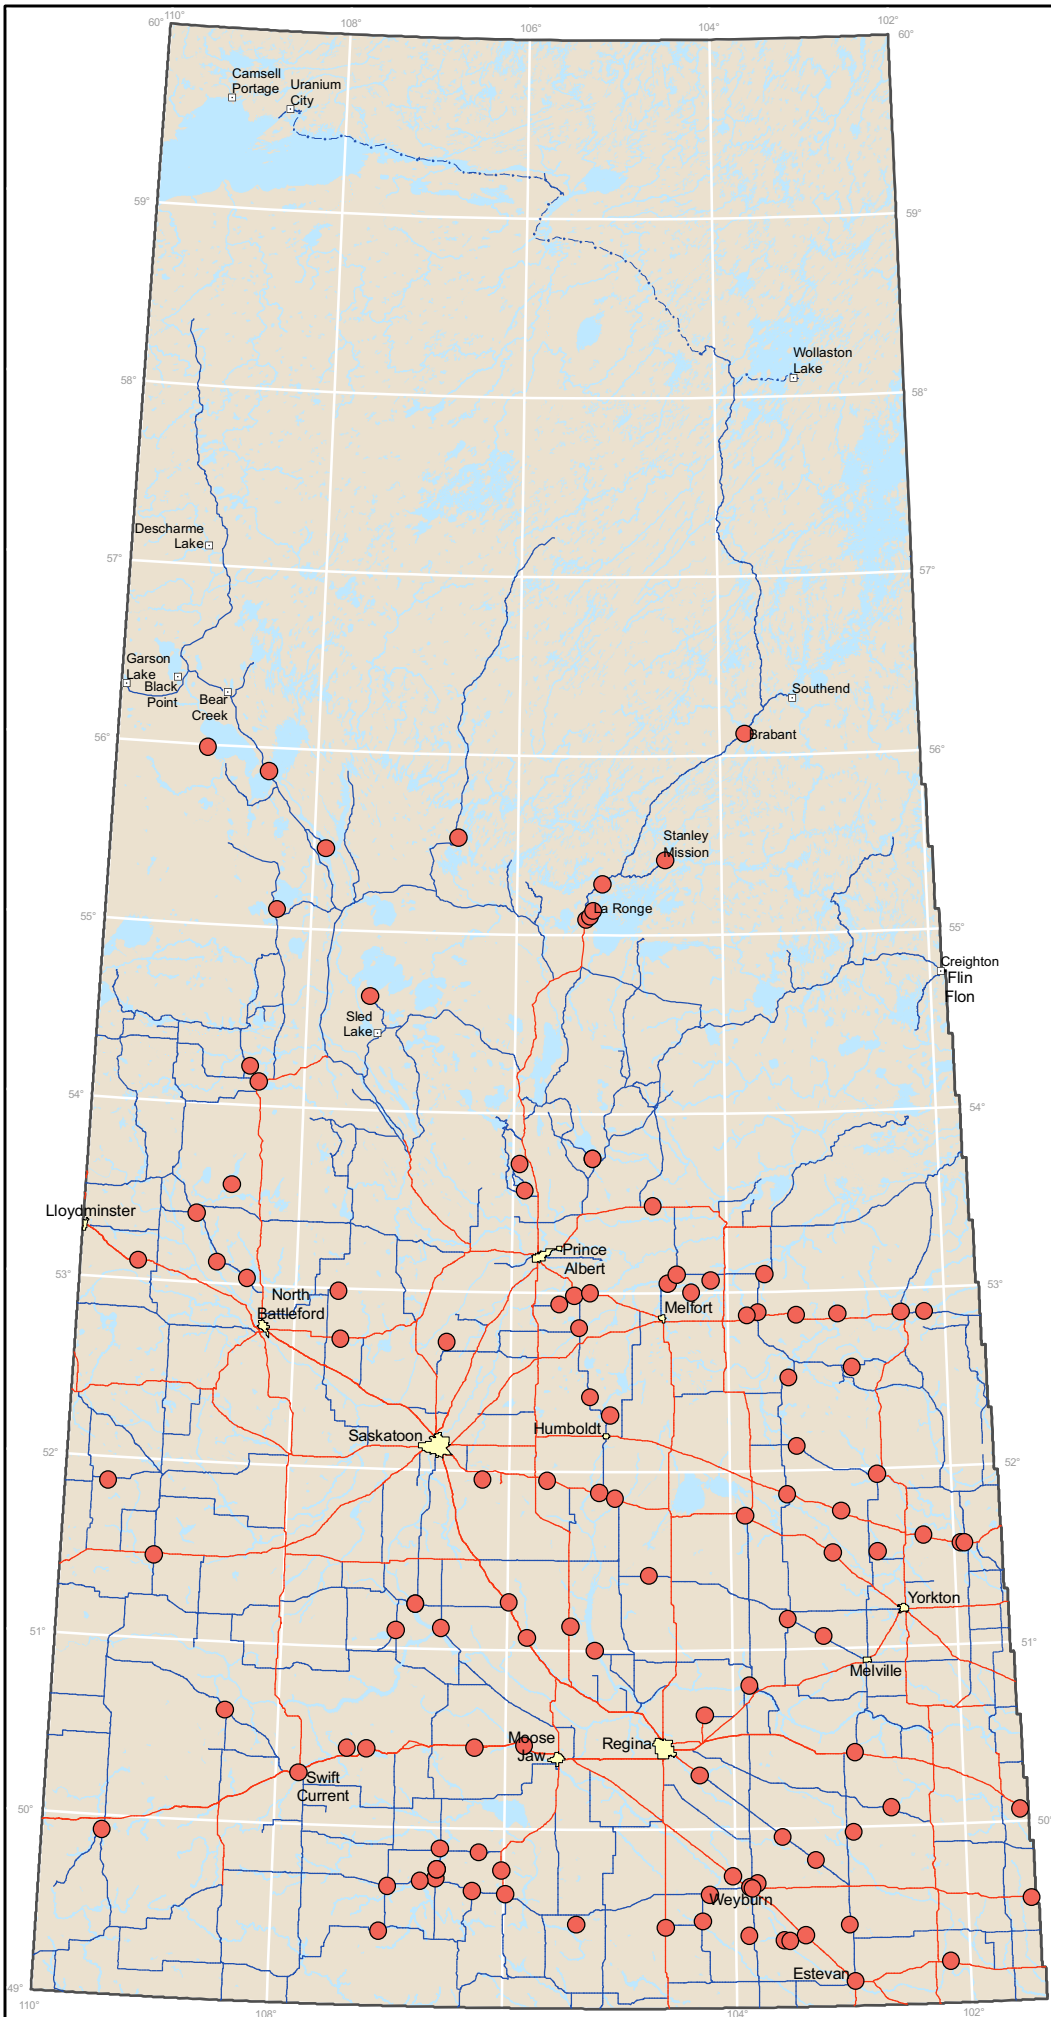 60°
110°
108°
106°
104°
102°
60°
Camsell
Portage
Uranium
City
59°
59°
Wollaston
Lake
58°
58°
Descharme
Lake
57°
57°
Garson
Lake
Black
Point
Bear
Creek
Southend
Brabant
56°
56°
Stanley
Mission
La Ronge
55°
55°
Creighton
Flin
Flon
Sled
Lake
54°
54°
Lloydminster
Prince
Albert
53°
53°
North
Battleford
Melfort
Saskatoon
Humboldt
52°
52°
Yorkton
51°
51°
Melville
Moose
Jaw
Regina
Swift
Current
50°
50°
Weyburn
Estevan
49°
110°
108°
104°
102°